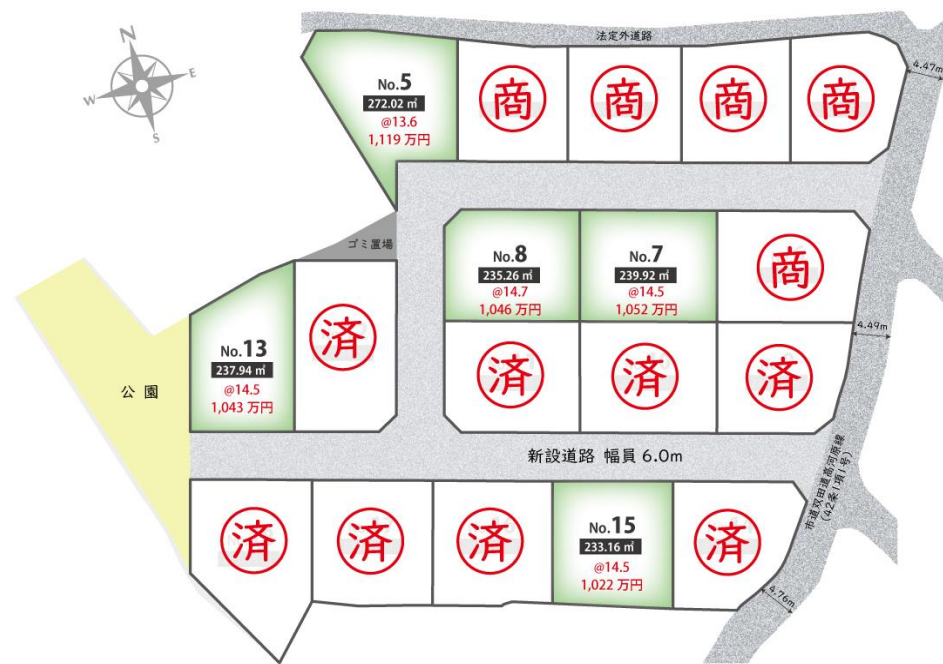 法定外道路
N
W
E
S
4.47m
No.5
272.02 ㎡
@13.6
1,119 万円
商
商
商
商
ゴミ置場
No.8
235.26 ㎡
@14.7
1,046 万円
No.7
239.92 ㎡
@14.5
1,052 万円
商
4.49m
公園
No.13
237.94 ㎡
@14.5
1,043 万円
済
済
済
済
新設道路 幅員 6.0m
市道双田道高河原線
(42条1項1号)
済
済
済
No.15
233.16 ㎡
@14.5
1,022 万円
済
4.76m